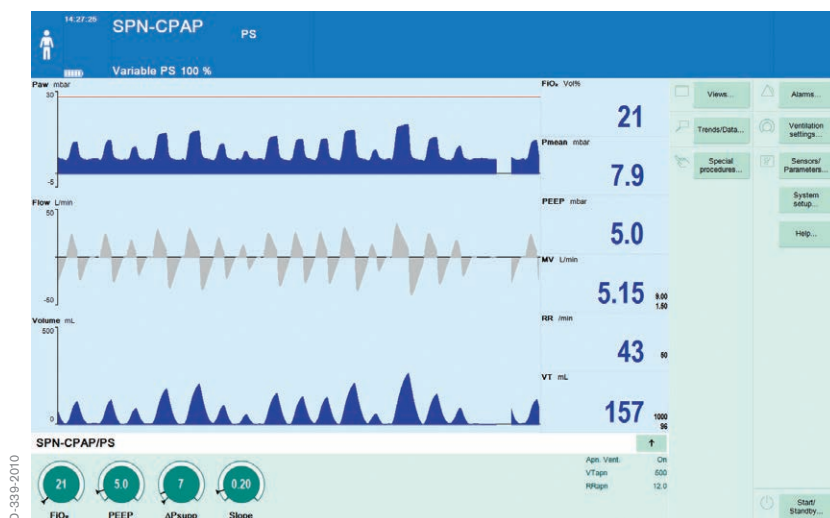 14:27:25
SPN-CPAP
PS
Variable PS 100 %
Paw mbar
30
-5
Flow L/min
50
-50
Volume mL
500
0
FiO₂ Vol%
21
Pmean mbar
7.9
PEEP mbar
5.0
MV L/min
5.15
9.00
1.50
RR /min
43
50
VT mL
157
1000
96
Views...
Alarms...
Trends/Data...
Ventilation
settings...
Special
procedures...
Sensors/
Parameters...
System
setup...
Help...
SPN-CPAP/PS
21
5.0
7
0.20
FiO₂
PEEP
ΔPsupp
Slope
Apn. Vent. On
VTapn 500
RRapn 12.0
Start/
Standby...
D-339-2010